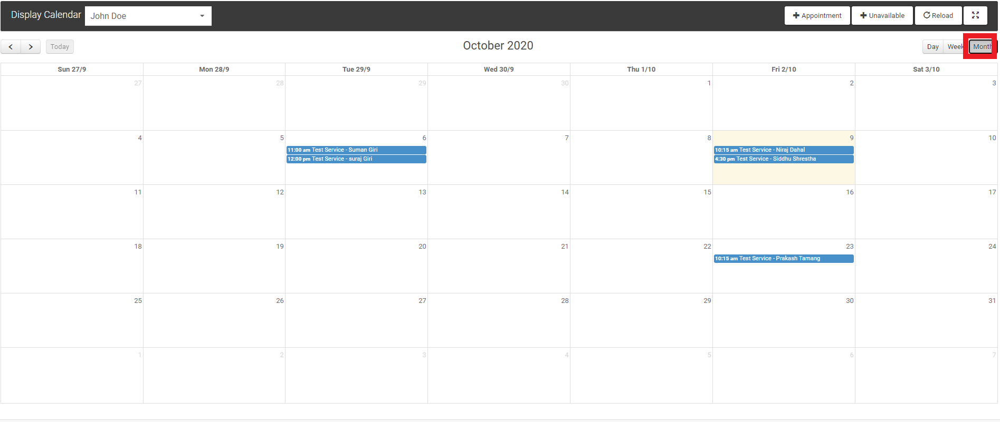 Display Calendar John Doe Appointment Unavailable Reload
Today October 2020 Day Week Month
Sun 27/9 Mon 28/9 Tue 29/9 Wed 30/9 Thu 1/10 Fri 2/10 Sat 3/10
27 28 29 30 1 2 3
4 5 6 7 8 9 10
11:00 am Test Service - Suman Giri 10:15 am Test Service - Niraj Dahal
12:00 pm Test Service - suraj Giri 4:30 pm Test Service - Siddhu Shrestha
11 12 13 14 15 16 17
18 19 20 21 22 23 24
10:15 am Test Service - Prakash Tamang
25 26 27 28 29 30 31
1 2 3 4 5 6 7